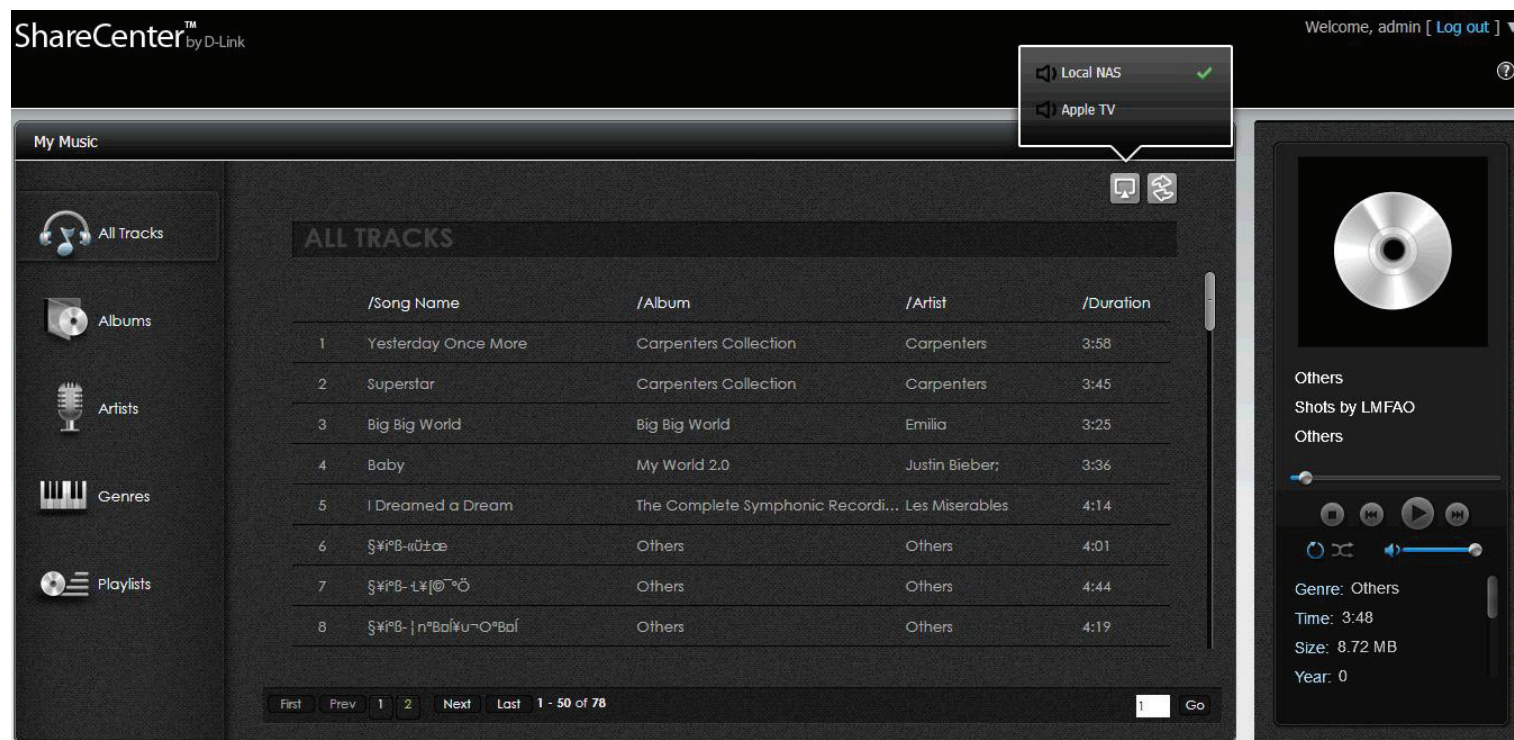 ShareCenter™ by D-Link
Welcome, admin [ Log out ]
Local NAS
Apple TV
My Music
All Tracks
Albums
Artists
Genres
Playlists
ALL TRACKS
/Song Name /Album /Artist /Duration
1 Yesterday Once More Carpenters Collection Carpenters 3:58
2 Superstar Carpenters Collection Carpenters 3:45
3 Big Big World Big Big World Emilia 3:25
4 Baby My World 2.0 Justin Bieber; 3:36
5 I Dreamed a Dream The Complete Symphonic Recordi... Les Miserables 4:14
6 Others Others 4:01
7 Others Others 4:44
8 Others Others 4:19
First Prev 1 2 Next Last 1 - 50 of 78 1 Go
Others
Shots by LMFAO
Others
Genre: Others
Time: 3:48
Size: 8.72 MB
Year: 0